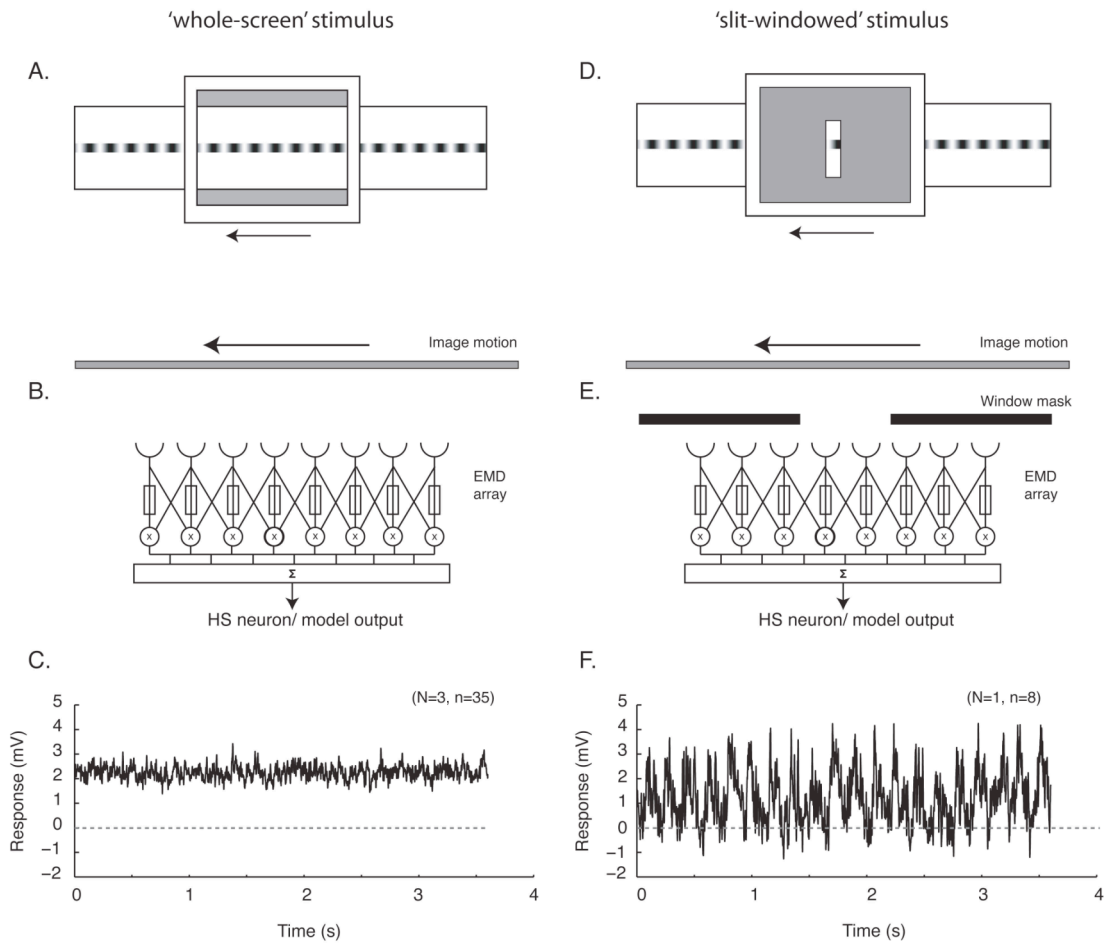 'whole-screen' stimulus
A.
Image motion
B.
EMD
array
x x x x x x x x
Σ
HS neuron/ model output
C.
(N=3, n=35)
Response (mV)
5
4
3
2
1
0
−1
−2
0 1 2 3 4
Time (s)
'slit-windowed' stimulus
D.
Image motion
E.
Window mask
EMD
array
x x x x x x x x
Σ
HS neuron/ model output
F.
(N=1, n=8)
Response (mV)
5
4
3
2
1
0
−1
−2
0 1 2 3 4
Time (s)